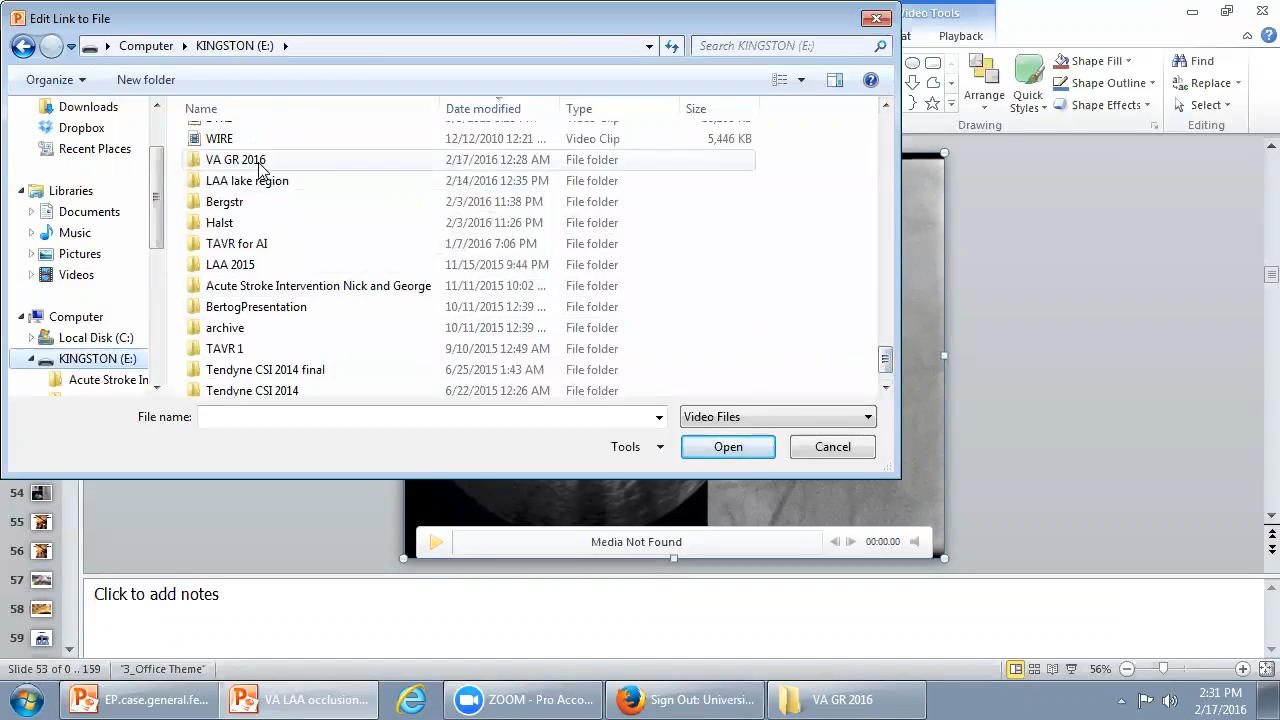 Edit Link to File
Video Tools
Computer KINGSTON (E:)
Search KINGSTON (E:)
Playback
Organize
New folder
Find
Replace
Select
Editing
Arrange
Quick Styles
Shape Fill
Shape Outline
Shape Effects
Drawing
Downloads
Dropbox
Recent Places
Libraries
Documents
Music
Pictures
Videos
Computer
Local Disk (C:)
KINGSTON (E:)
Acute Stroke In
Name Date modified Type Size
WIRE 12/12/2010 12:21 ... Video Clip 5,446 KB
VA GR 2016 2/17/2016 12:28 AM File folder
LAA lake region 2/14/2016 12:35 PM File folder
Bergstr 2/3/2016 11:38 PM File folder
Halst 2/3/2016 11:26 PM File folder
TAVR for AI 1/7/2016 7:06 PM File folder
LAA 2015 11/15/2015 9:44 PM File folder
Acute Stroke Intervention Nick and George 11/11/2015 10:02 ... File folder
BertogPresentation 10/11/2015 12:39 ... File folder
archive 10/11/2015 12:39 ... File folder
TAVR 1 9/10/2015 12:49 AM File folder
Tendyne CSI 2014 final 6/25/2015 1:43 AM File folder
Tendyne CSI 2014 6/22/2015 12:26 AM File folder
File name:
Video Files
Tools
Open
Cancel
54
55
56
57
58
59
Media Not Found
00:00.00
Click to add notes
Slide 53 of 0 .. 159
"3_Office Theme"
56%
EP.case.general.fe...
VA LAA occlusion...
ZOOM - Pro Acco...
Sign Out: Universi...
VA GR 2016
2:31 PM
2/17/2016